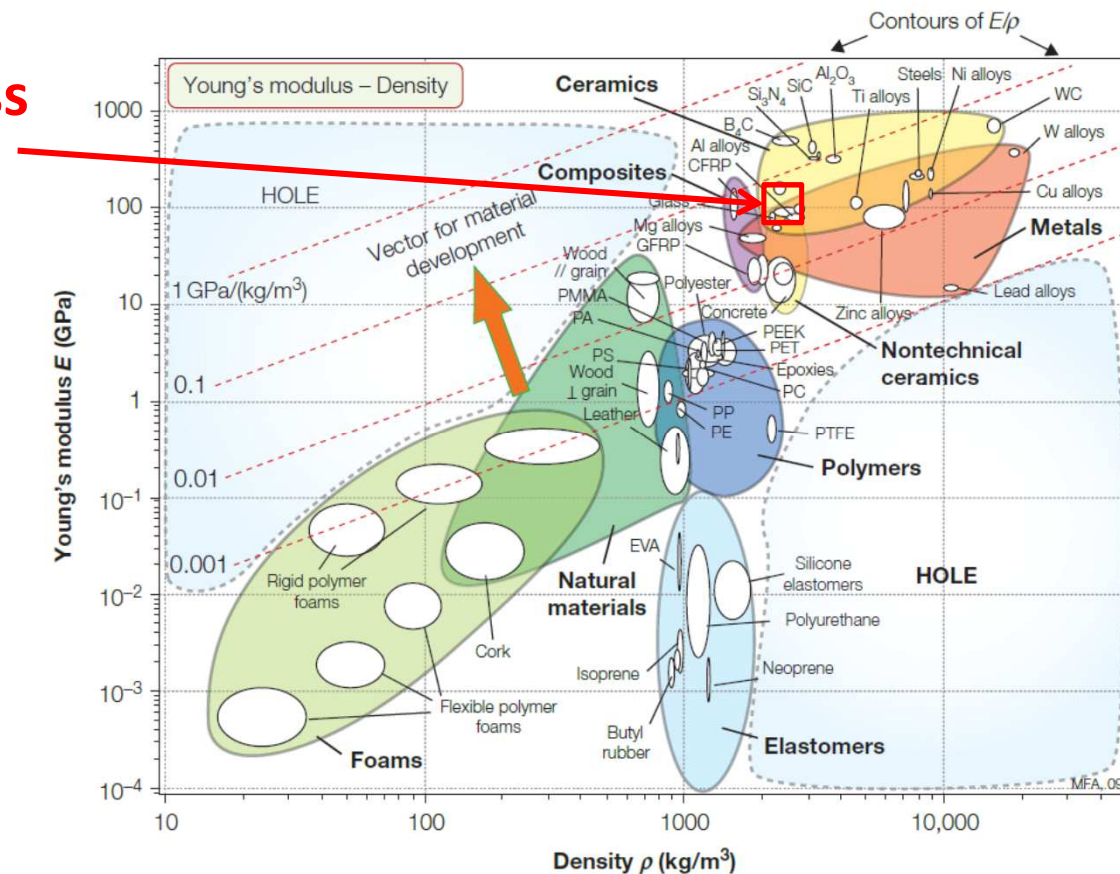 Contours of E/ρ
Young's modulus – Density
Ceramics
Si₃N₄
SiC
Al₂O₃
Steels
Ni alloys
Ti alloys
WC
B₄C
W alloys
Al alloys
CFRP
Composites
Glass
Mg alloys
GFRP
Cu alloys
Metals
HOLE
Vector for material
development
Wood
// grain
Polyester
PMMA
Concrete
Zinc alloys
Lead alloys
PA
PEEK
PET
Nontechnical
ceramics
PS
Epoxies
Wood
⊥ grain
PC
Leather
PP
PE
PTFE
Polymers
1 GPa/(kg/m³)
0.1
0.01
0.001
Rigid polymer
foams
Natural
materials
EVA
Silicone
elastomers
HOLE
Polyurethane
Cork
Isoprene
Neoprene
Flexible polymer
foams
Butyl
rubber
Foams
Elastomers
MFA, 09
Young's modulus E (GPa)
1000
100
10
1
10⁻¹
10⁻²
10⁻³
10⁻⁴
10
100
1000
10,000
Density ρ (kg/m³)